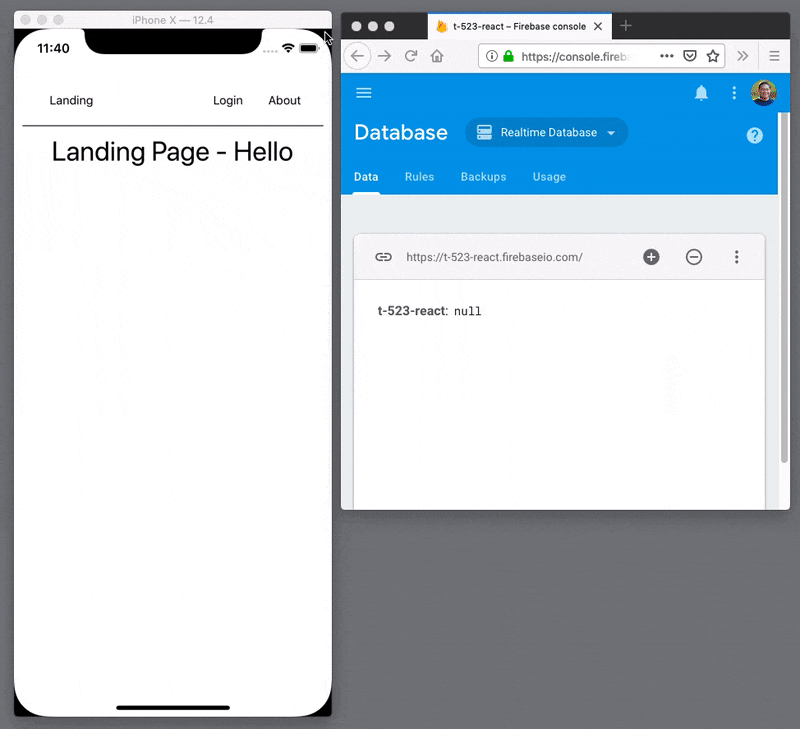 iPhone X — 12.4
11:40
Landing Login About
Landing Page - Hello
t-523-react – Firebase console
https://console.fireb
Database
Realtime Database
Data Rules Backups Usage
https://t-523-react.firebaseio.com/
t-523-react: null